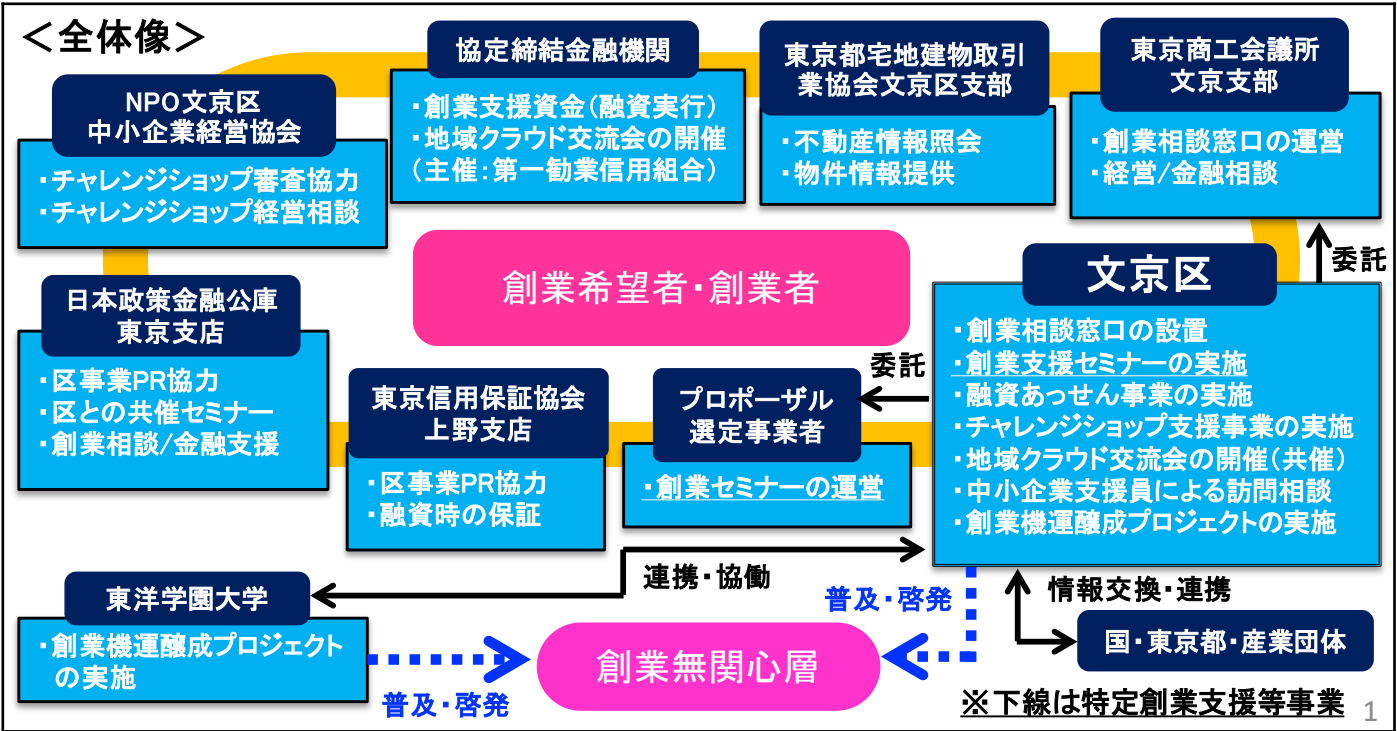 ＜全体像＞
NPO文京区
中小企業経営協会
・チャレンジショップ審査協力
・チャレンジショップ経営相談
協定締結金融機関
・創業支援資金（融資実行）
・地域クラウド交流会の開催
（主催：第一勧業信用組合）
東京都宅地建物取引
業協会文京区支部
・不動産情報照会
・物件情報提供
東京商工会議所
文京支部
・創業相談窓口の運営
・経営/金融相談
創業希望者・創業者
委託
文京区
・創業相談窓口の設置
・創業支援セミナーの実施
・融資あっせん事業の実施
・チャレンジショップ支援事業の実施
・地域クラウド交流会の開催（共催）
・中小企業支援員による訪問相談
・創業機運醸成プロジェクトの実施
日本政策金融公庫
東京支店
・区事業PR協力
・区との共催セミナー
・創業相談/金融支援
東京信用保証協会
上野支店
・区事業PR協力
・融資時の保証
委託
プロポーザル
選定事業者
・創業セミナーの運営
連携・協働
東洋学園大学
・創業機運醸成プロジェクト
の実施
普及・啓発
創業無関心層
普及・啓発
情報交換・連携
国・東京都・産業団体
※下線は特定創業支援等事業
1